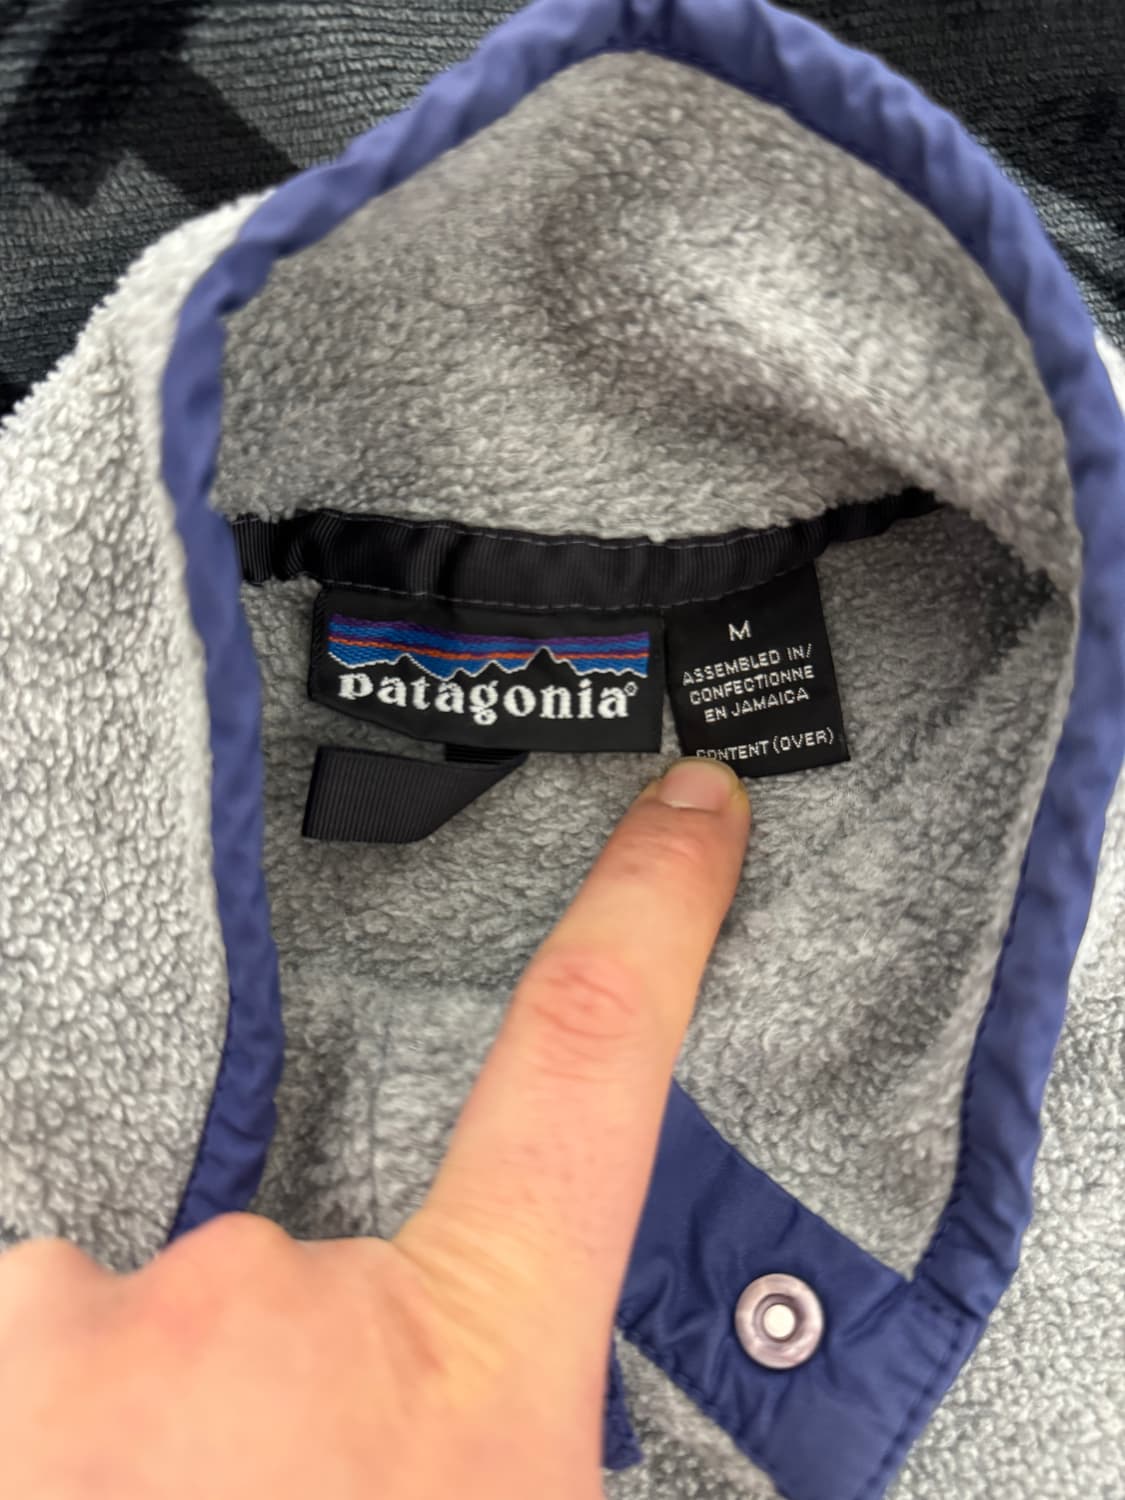 patagonia®
M
ASSEMBLED IN/
CONFECTIONNE
EN JAMAICA
CONTENT (OVER)